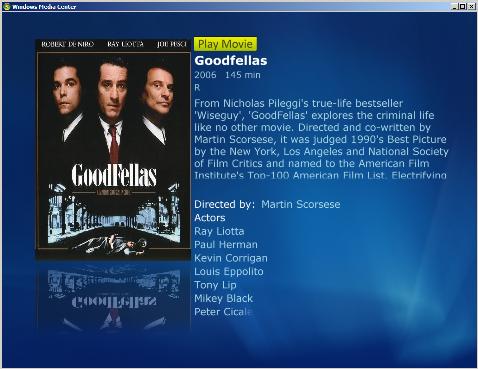 Windows Media Center
ROBERT DE NIRO RAY LIOTTA JOE PESCI
GoodFellas
Play Movie
Goodfellas
2006 145 min
R
From Nicholas Pileggi's true-life bestseller
'Wiseguy', 'GoodFellas' explores the criminal life
like no other movie. Directed and co-written by
Martin Scorsese, it was judged 1990's Best Picture
by the New York, Los Angeles and National Society
of Film Critics and named to the American Film
Institute's Top-100 American Film List. Electrifying
Directed by: Martin Scorsese
Actors
Ray Liotta
Paul Herman
Kevin Corrigan
Louis Eppolito
Tony Lip
Mikey Black
Peter Cicale